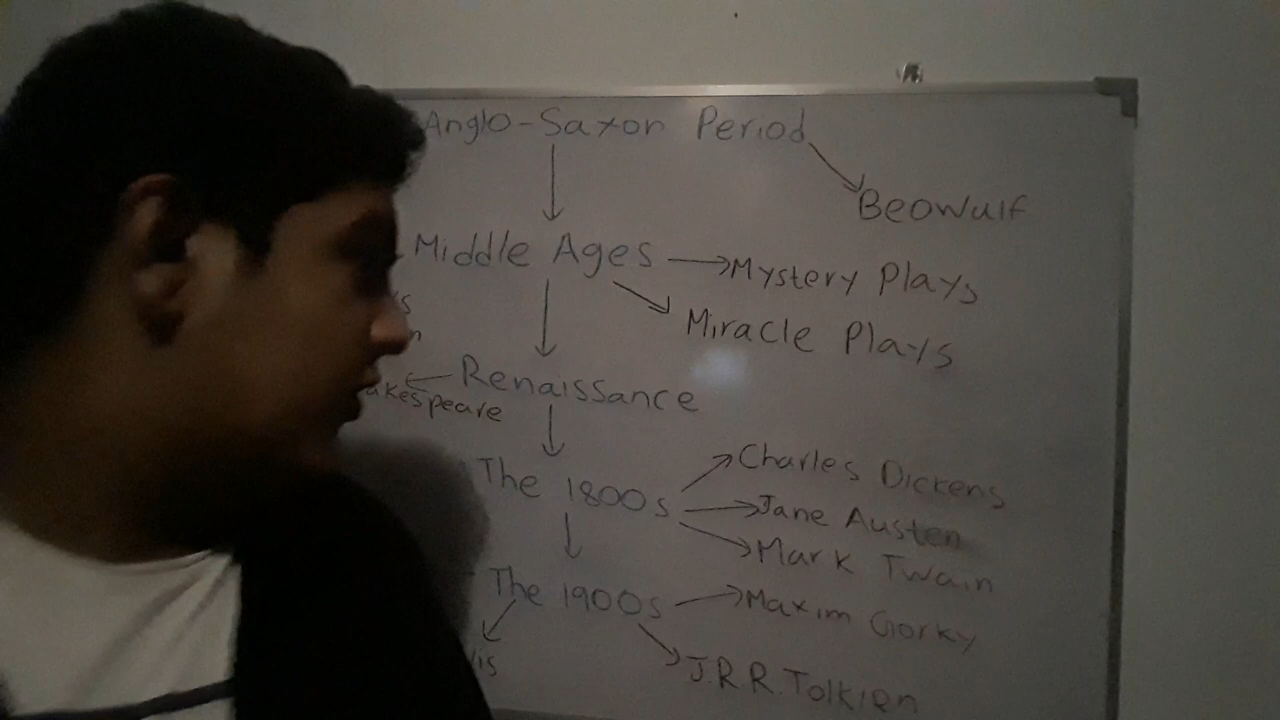 Anglo-Saxon Period
Beowulf
Middle Ages
Mystery Plays
Miracle Plays
Renaissance
The 1800s
Charles Dickens
Jane Austen
Mark Twain
The 1900s
Maxim Gorky
J.R.R.Tolkien